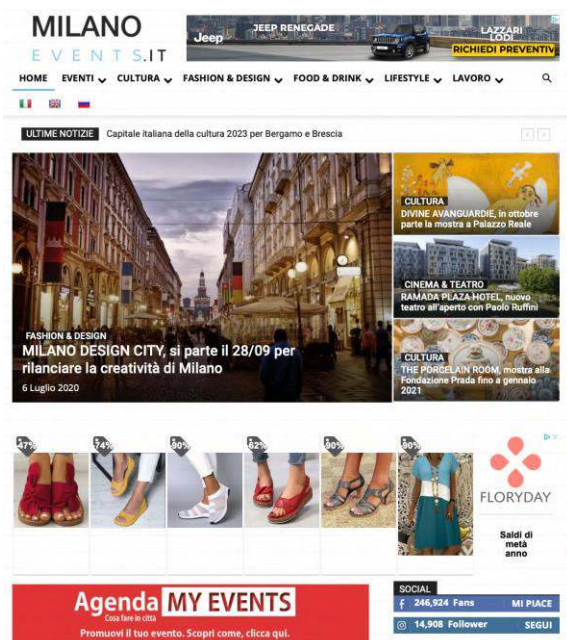 MILANO
EVENTS.IT
Jeep
JEEP RENEGADE
LAZZARI
LODI
RICHIEDI PREVENTIV
HOME EVENTI CULTURA FASHION & DESIGN FOOD & DRINK LIFESTYLE LAVORO
ULTIME NOTIZIE Capitale italiana della cultura 2023 per Bergamo e Brescia
FASHION & DESIGN
MILANO DESIGN CITY, si parte il 28/09 per
rilanciare la creatività di Milano
6 Luglio 2020
CULTURA
DIVINE AVANGUARDIE, in ottobre
parte la mostra a Palazzo Reale
CINEMA & TEATRO
RAMADA PLAZA HOTEL, nuovo
teatro all'aperto con Paolo Ruffini
CULTURA
THE PORCELAIN ROOM, mostra alla
Fondazione Prada fino a gennaio
2021
-47% -74% -90% -62% -90% -90%
FLORYDAY
Saldi di
metà
anno
Agenda MY EVENTS
Cosa fare in città
Promuovi il tuo evento. Scopri come, clicca qui.
SOCIAL
246,924 Fans MI PIACE
14,908 Follower SEGUI